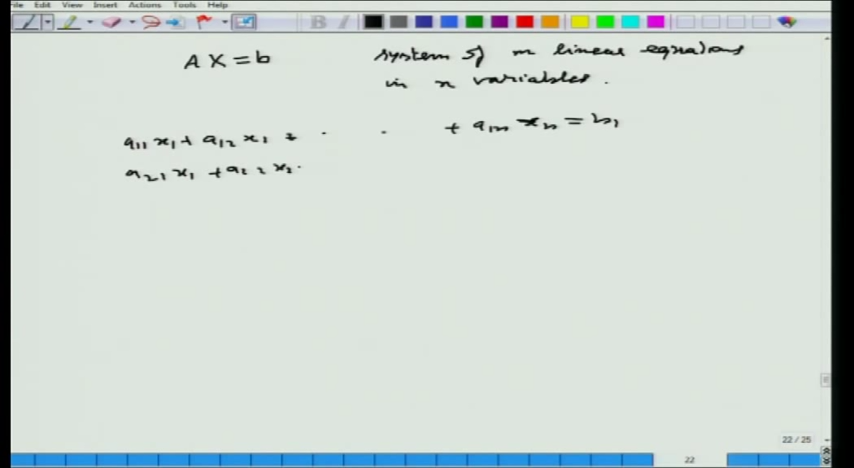 File Edit View Insert Actions Tools Help
B I
A X = b system of m linear equations
in n variables .
a11 x1 + a12 x1 + . . + a1n xn = b1
a21 x1 + a22 x2 .
22 / 25
22